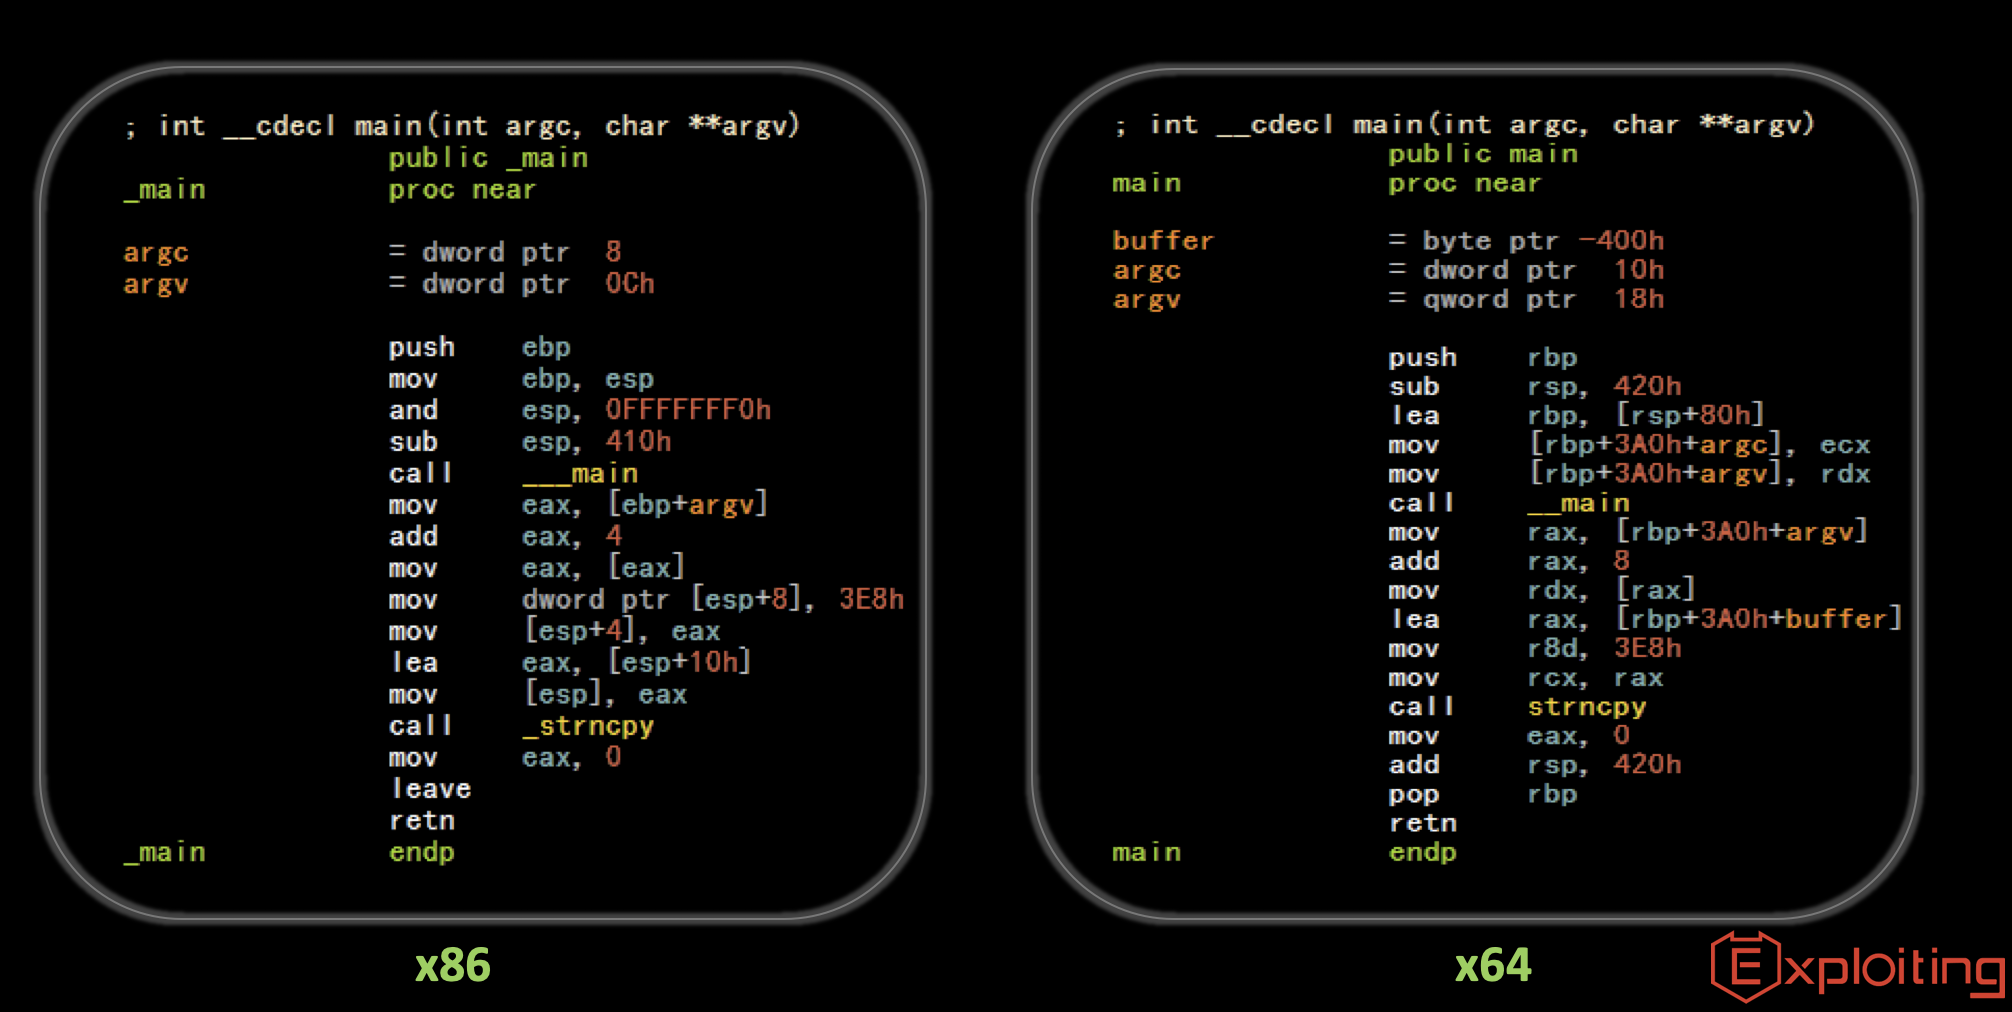 ; int __cdecl main(int argc, char **argv)
public _main
_main proc near
argc = dword ptr 8
argv = dword ptr 0Ch
push ebp
mov ebp, esp
and esp, 0FFFFFFF0h
sub esp, 410h
call ___main
mov eax, [ebp+argv]
add eax, 4
mov eax, [eax]
mov dword ptr [esp+8], 3E8h
mov [esp+4], eax
lea eax, [esp+10h]
mov [esp], eax
call _strncpy
mov eax, 0
leave
retn
_main endp
x86
; int __cdecl main(int argc, char **argv)
public main
main proc near
buffer = byte ptr -400h
argc = dword ptr 10h
argv = qword ptr 18h
push rbp
sub rsp, 420h
lea rbp, [rsp+80h]
mov [rbp+3A0h+argc], ecx
mov [rbp+3A0h+argv], rdx
call __main
mov rax, [rbp+3A0h+argv]
add rax, 8
mov rdx, [rax]
lea rax, [rbp+3A0h+buffer]
mov r8d, 3E8h
mov rcx, rax
call strncpy
mov eax, 0
add rsp, 420h
pop rbp
retn
main endp
x64
Exploiting